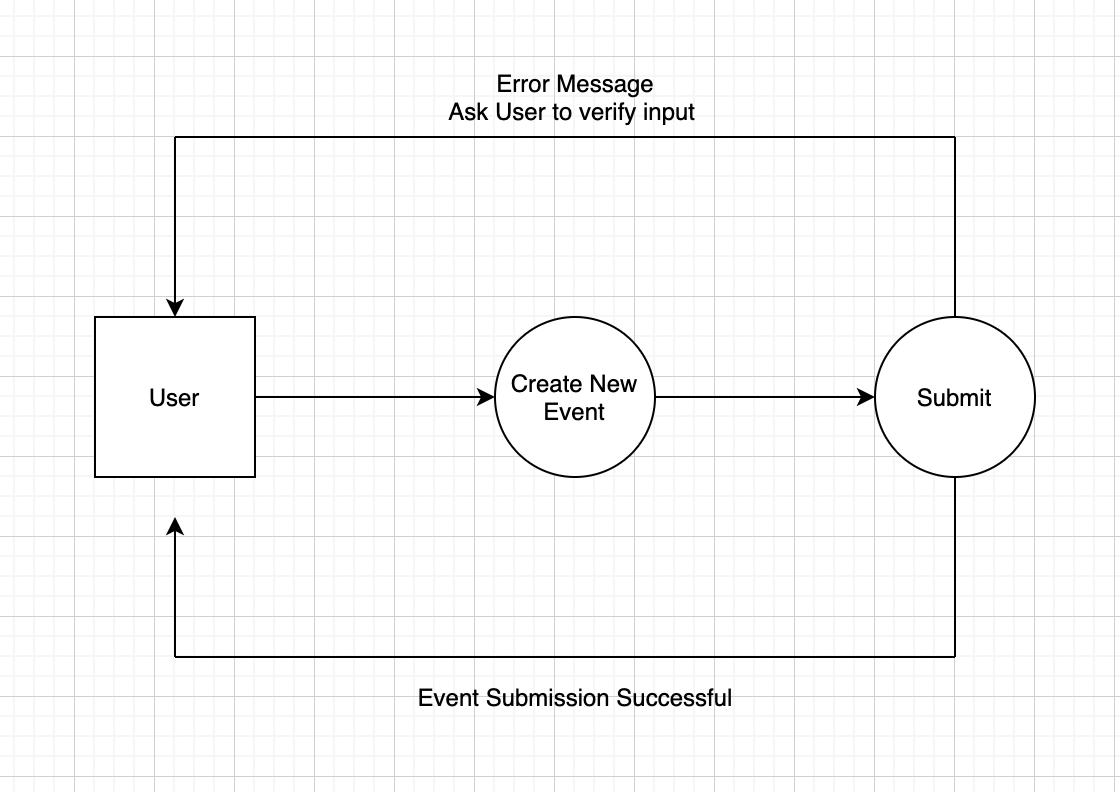 Error Message
Ask User to verify input
User
Create New
Event
Submit
Event Submission Successful